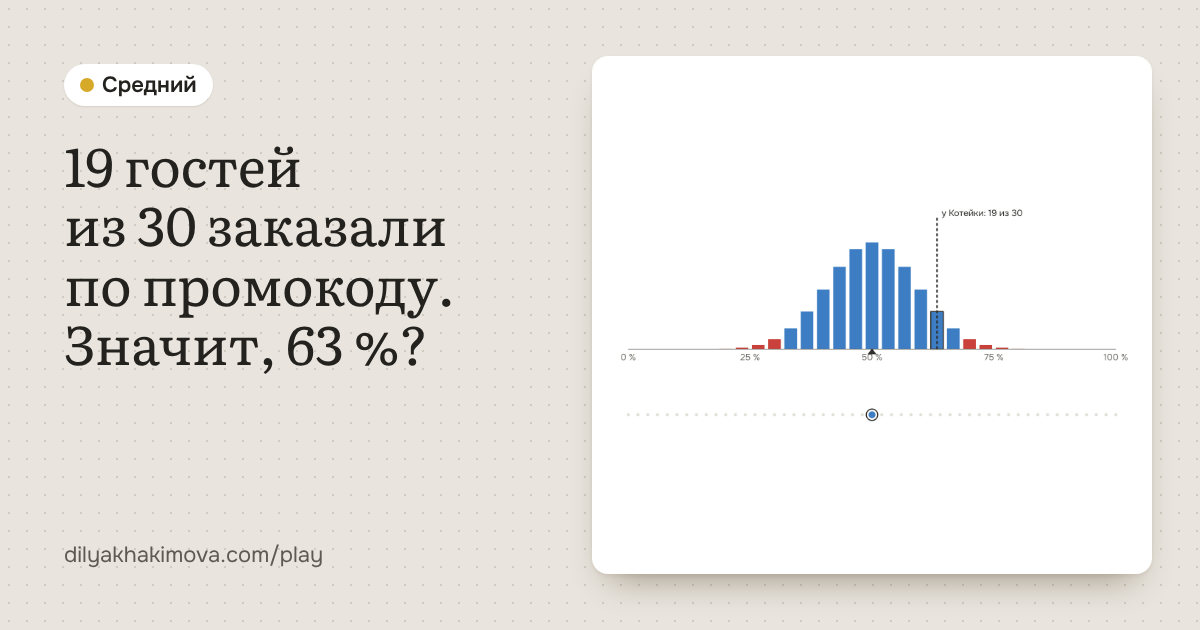 Средний
19 гостей
из 30 заказали
по промокоду.
Значит, 63 %?
dilyakhakimova.com/play
у Котейки: 19 из 30
0 %
25 %
50 %
75 %
100 %